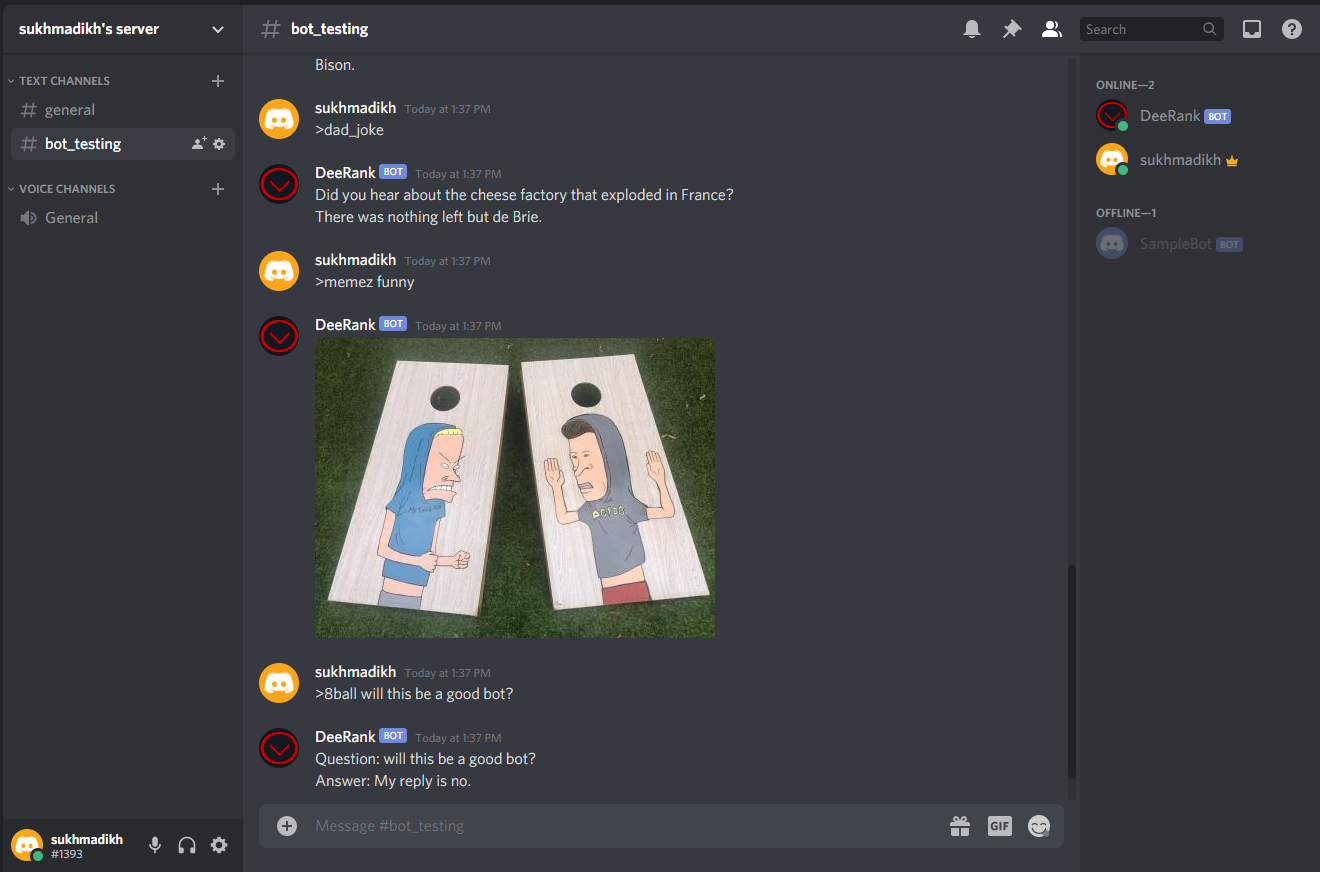 sukhmadikh's server
TEXT CHANNELS
general
bot_testing
VOICE CHANNELS
General
sukhmadikh
#1393
# bot_testing
Search
Bison.
sukhmadikh Today at 1:37 PM
>dad_joke
DeeRank BOT Today at 1:37 PM
Did you hear about the cheese factory that exploded in France?
There was nothing left but de Brie.
sukhmadikh Today at 1:37 PM
>memez funny
DeeRank BOT Today at 1:37 PM
sukhmadikh Today at 1:37 PM
>8ball will this be a good bot?
DeeRank BOT Today at 1:37 PM
Question: will this be a good bot?
Answer: My reply is no.
Message #bot_testing
GIF
ONLINE—2
DeeRank BOT
sukhmadikh
OFFLINE—1
SampleBot BOT